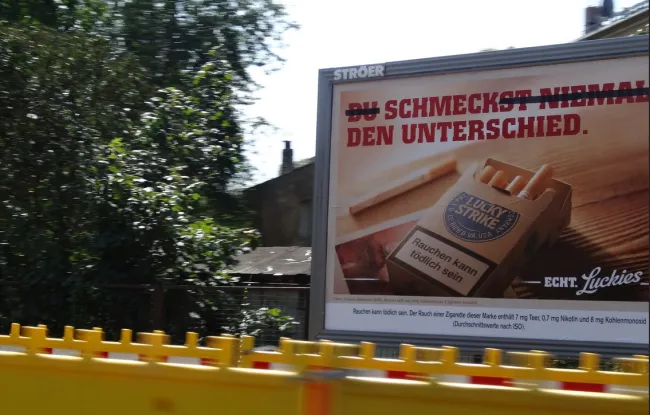 STRÖER
DU SCHMECKST NIEMAL
DEN UNTERSCHIED.
LUCKY
STRIKE
Rauchen kann
tödlich sein.
ECHT. Luckies
Rauchen kann tödlich sein. Der Rauch einer Zigarette dieser Marke enthält 7 mg Teer, 0,7 mg Nikotin und 8 mg Kohlenmonoxid
(Durchschnittswerte nach ISO).